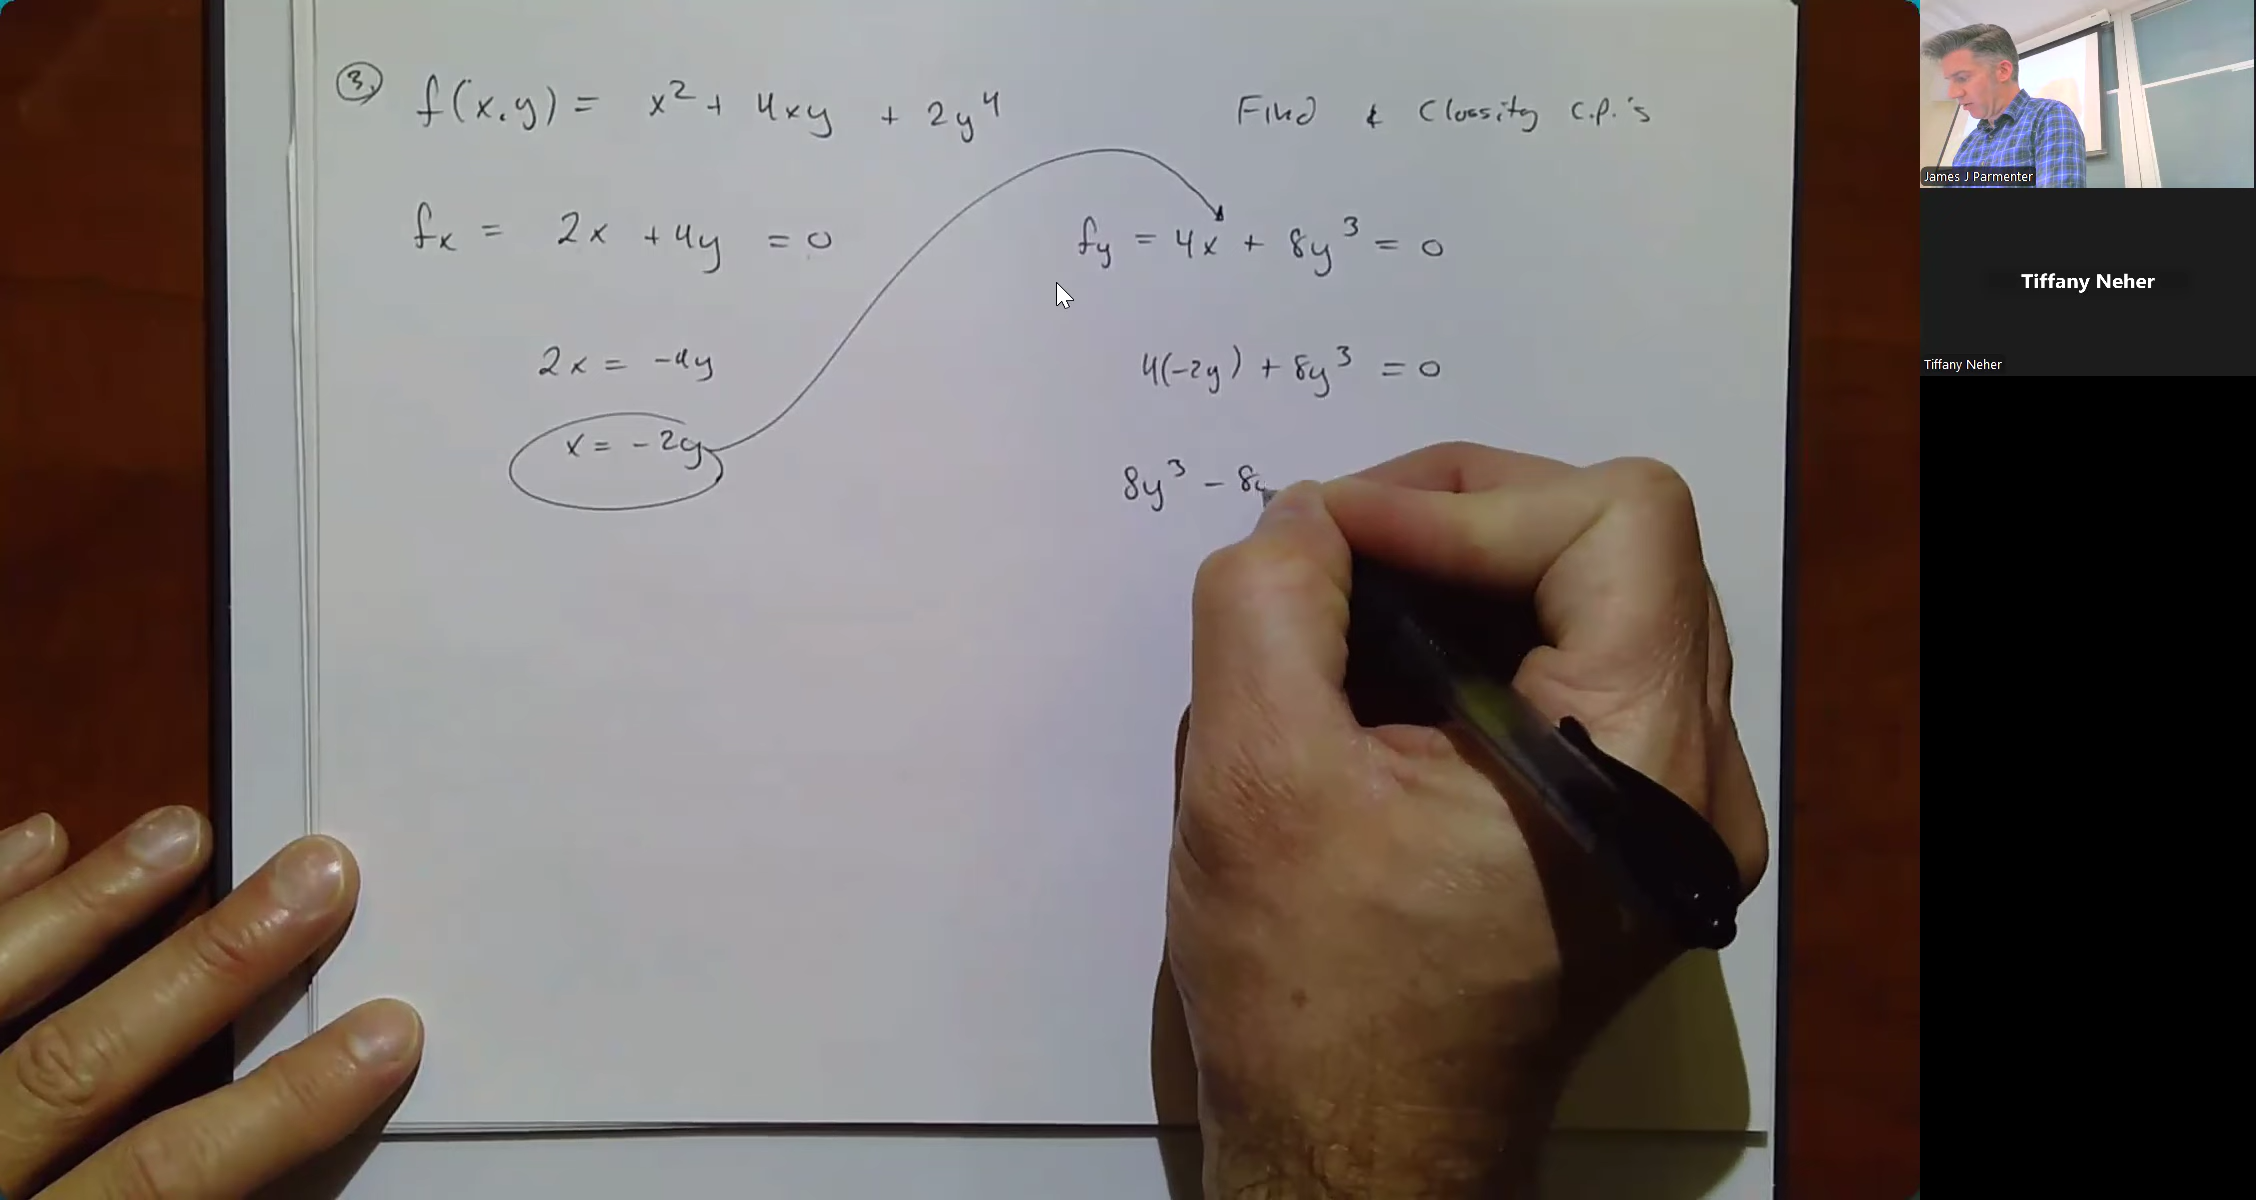 3. f(x,y) = x² + 4xy + 2y⁴ Find & Classify C.P.'s
fx = 2x + 4y = 0 fy = 4x + 8y³ = 0
2x = -4y 4(-2y) + 8y³ = 0
x = -2y 8y³ - 8y
James J Parmenter
Tiffany Neher
Tiffany Neher